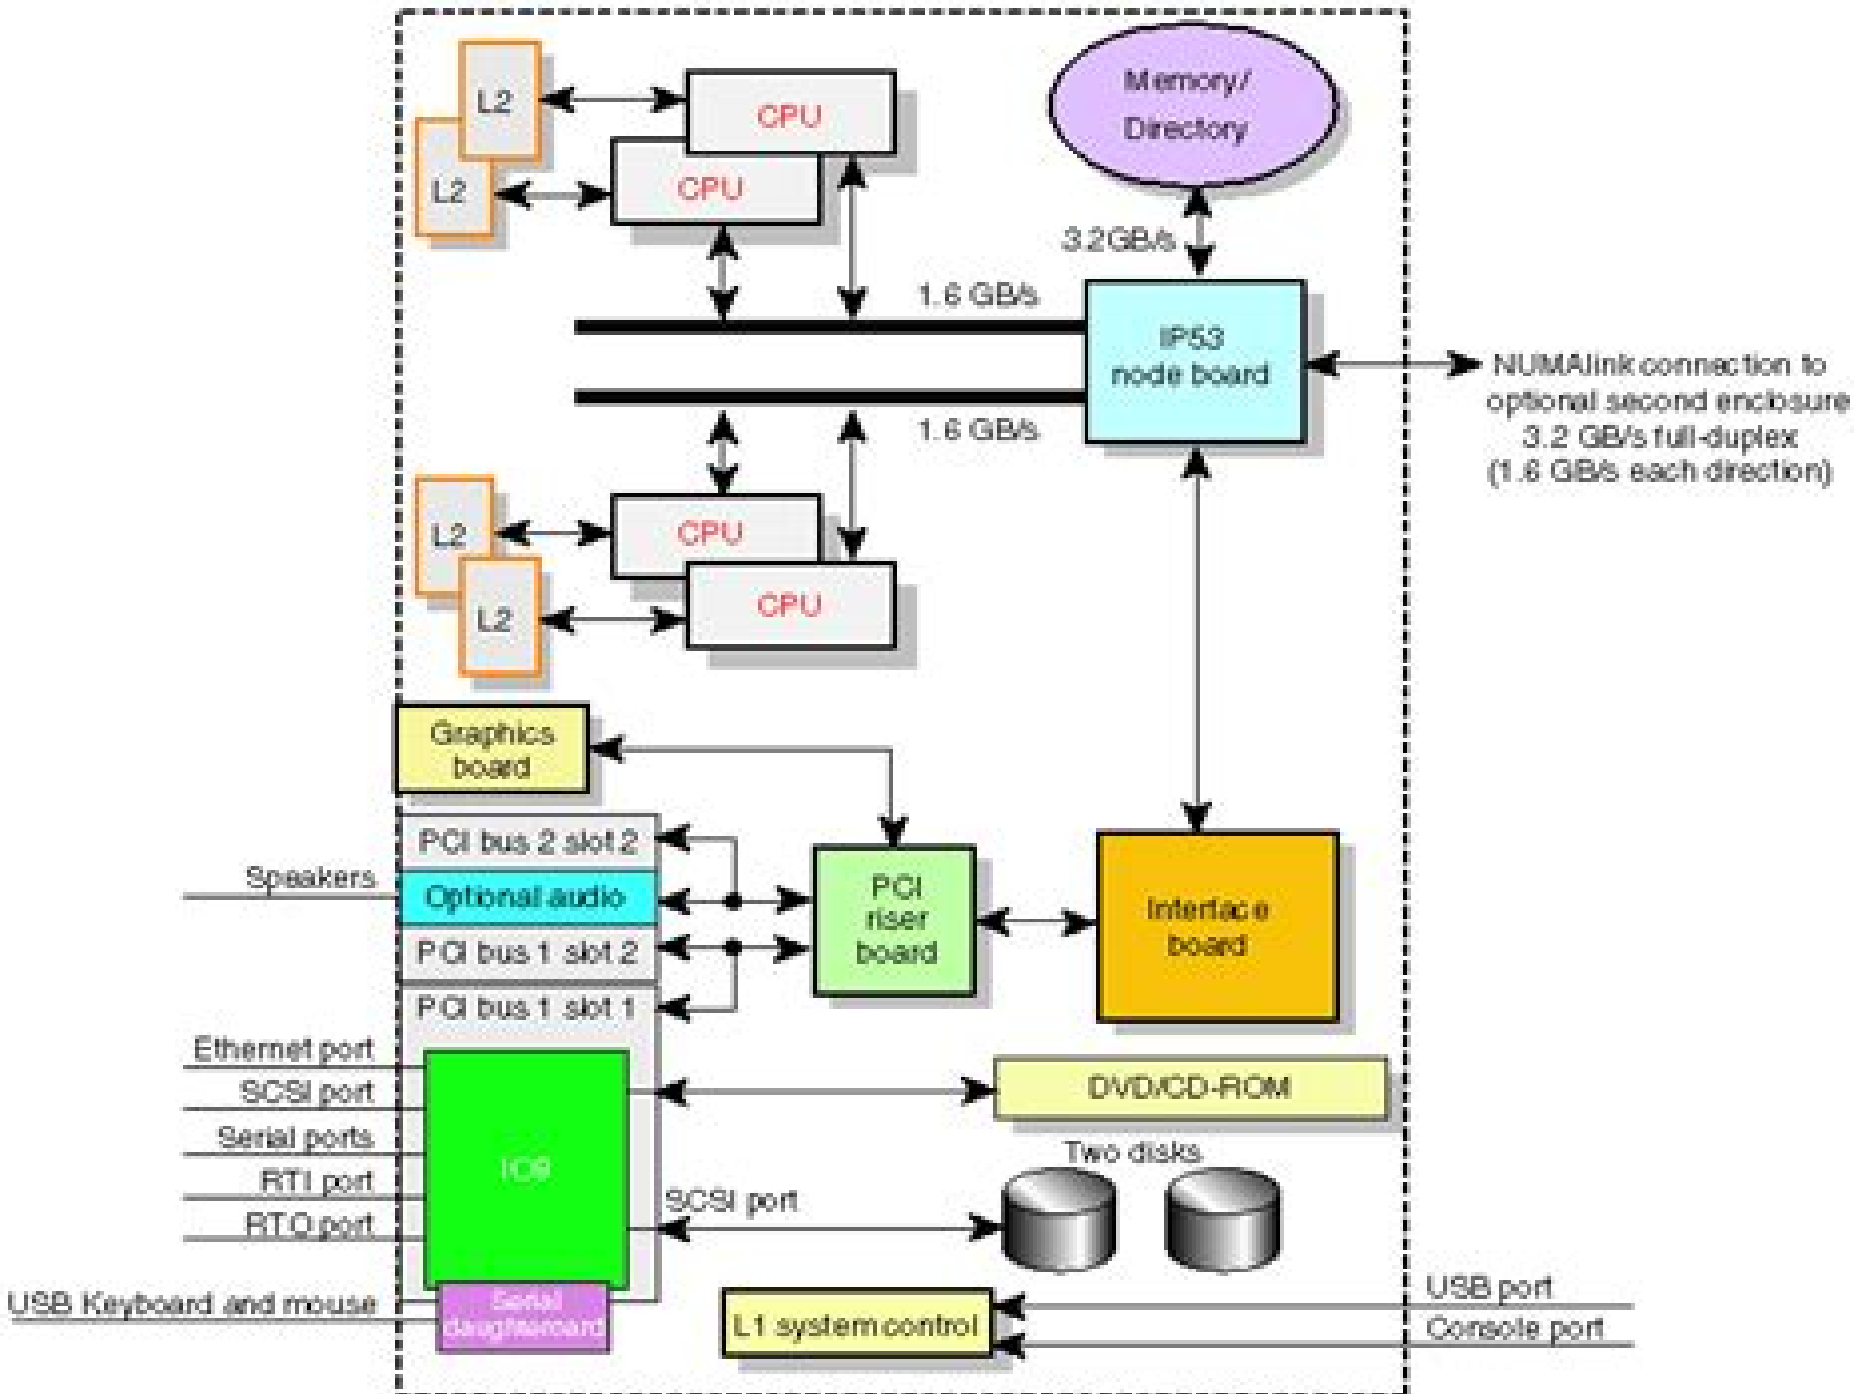 L2
CPU
L2
CPU
Memory/
Directory
3.2GB/s
1.6 GB/s
IP53
node board
NUMAlink connection to
optional second enclosure
3.2 GB/s full-duplex
(1.6 GB/s each direction)
1.6 GB/s
L2
CPU
L2
CPU
Graphics
board
PCI bus 2 slot 2
Speakers
Optional audio
PCI bus 1 slot 2
PCI bus 1 slot 1
PCI
riser
board
Interface
board
Ethernet port
SCSI port
Serial ports
RTI port
RTO port
IO9
DVD/CD-ROM
Two disks
SCSI port
USB Keyboard and mouse
Serial
daughtercard
L1 system control
USB port
Console port